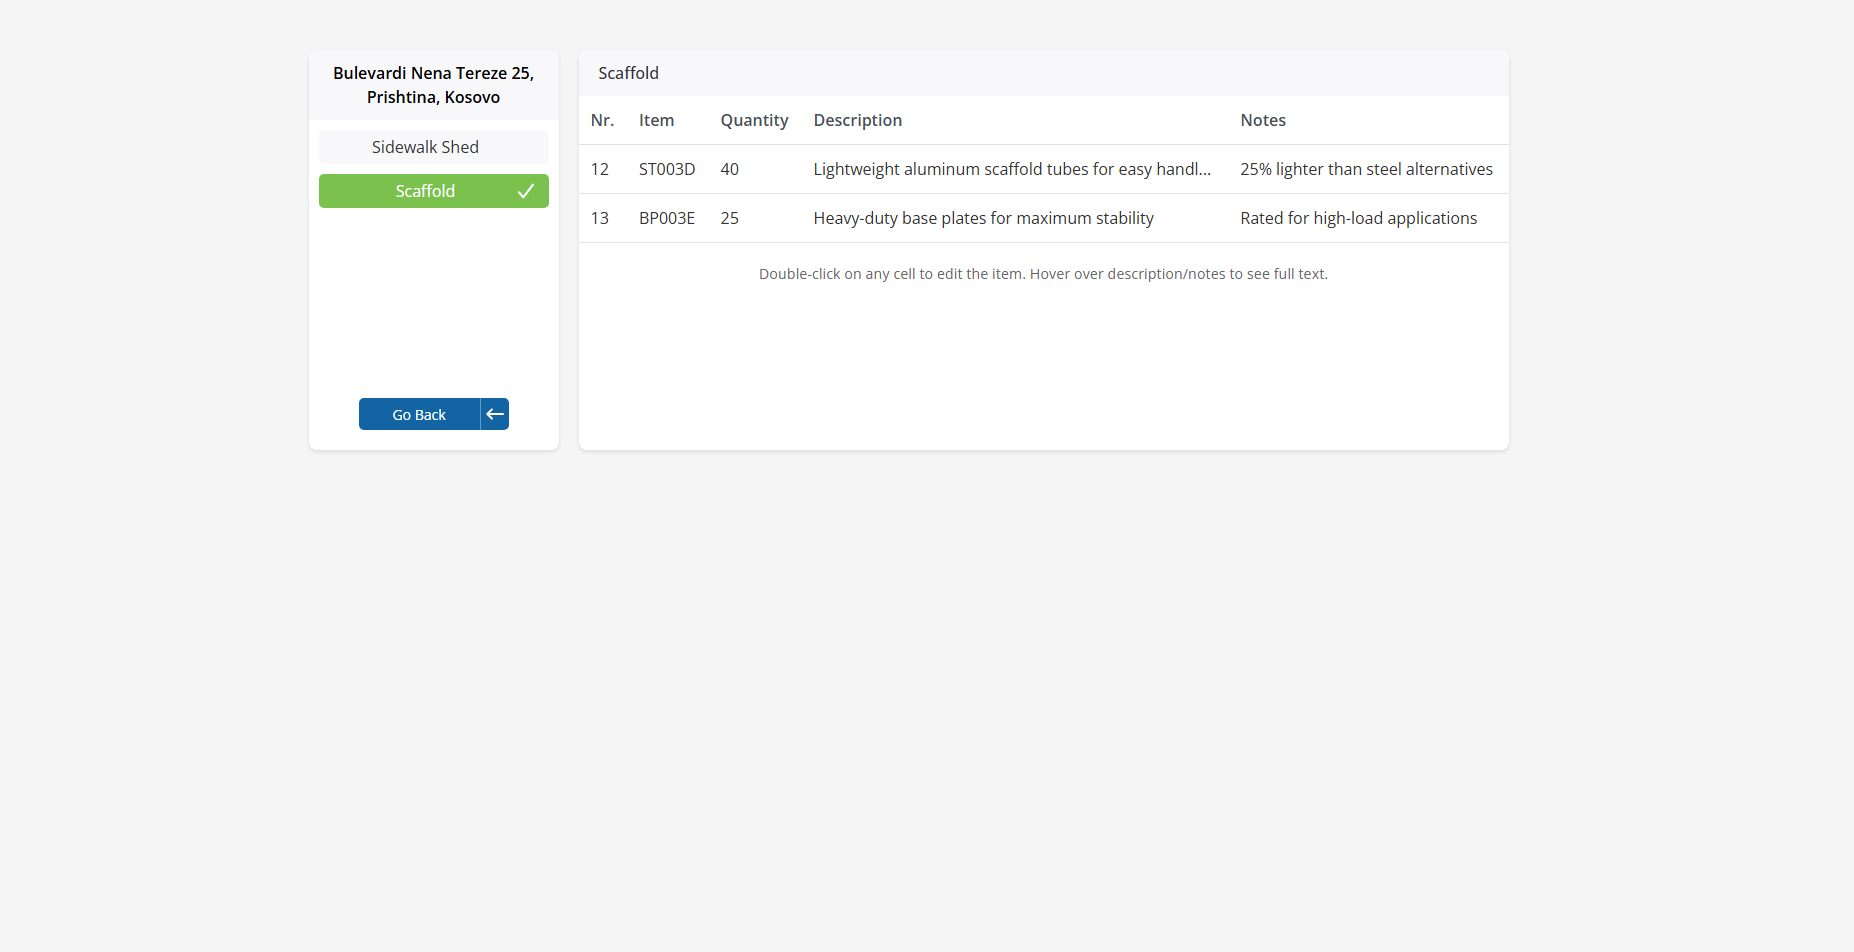 Bulevardi Nena Tereze 25,
Prishtina, Kosovo
Sidewalk Shed
Scaffold
Go Back
Scaffold
Nr. Item Quantity Description Notes
12 ST003D 40 Lightweight aluminum scaffold tubes for easy handl... 25% lighter than steel alternatives
13 BP003E 25 Heavy-duty base plates for maximum stability Rated for high-load applications
Double-click on any cell to edit the item. Hover over description/notes to see full text.